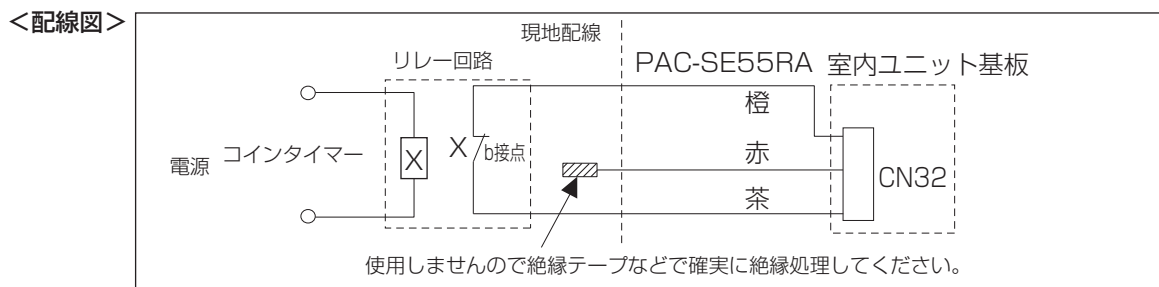 ＜配線図＞
現地配線
リレー回路
PAC-SE55RA 室内ユニット基板
橙
電源 コインタイマー X X b接点
赤
CN32
茶
使用しませんので絶縁テープなどで確実に絶縁処理してください。